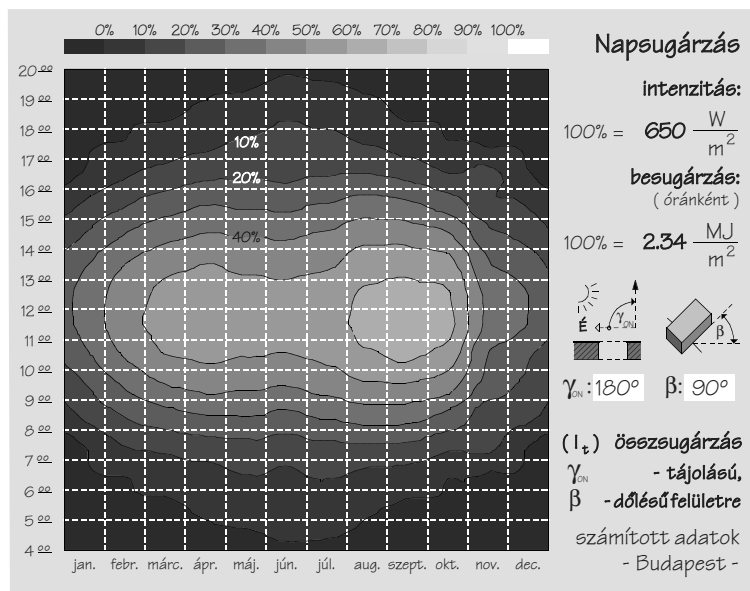 0% 10% 20% 30% 40% 50% 60% 70% 80% 90% 100%
Napsugárzás
intenzitás:
100% = 650 W/m²
besugárzás:
( óránként )
100% = 2.34 MJ/m²
20 00
19 00
18 00
17 00
16 00
15 00
14 00
13 00
12 00
11 00
10 00
9 00
8 00
7 00
6 00
5 00
4 00
10%
20%
40%
jan. febr. márc. ápr. máj. jún. júl. aug. szept. okt. nov. dec.
É γON β
γON : 180° β: 90°
(It) összsugárzás
γON - tájolású,
β - dőlésű felületre
számított adatok
- Budapest -